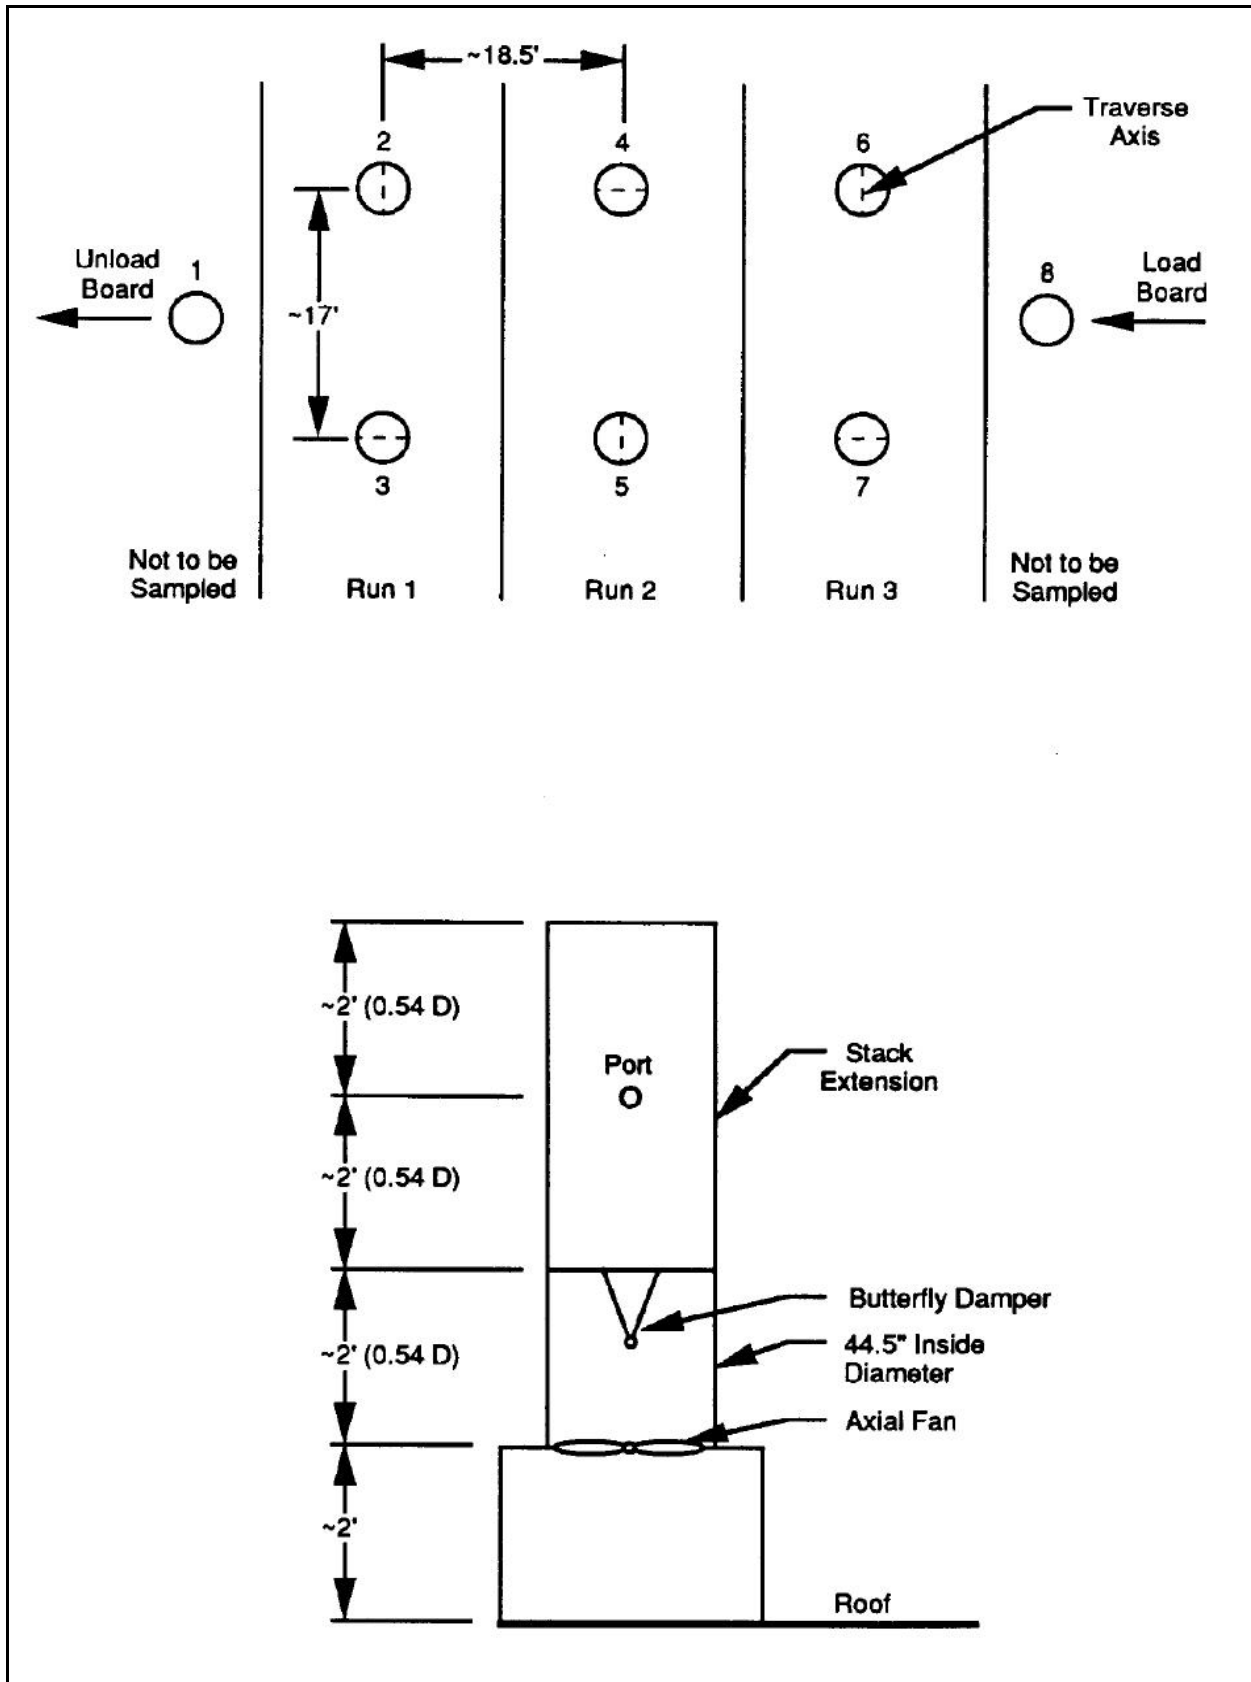 ~18.5'
Traverse
Axis
2
4
6
Unload
Board
1
8
Load
Board
~17'
3
5
7
Not to be
Sampled
Run 1
Run 2
Run 3
Not to be
Sampled
~2' (0.54 D)
Port
Stack
Extension
~2' (0.54 D)
~2' (0.54 D)
Butterfly Damper
44.5" Inside
Diameter
Axial Fan
~2'
Roof